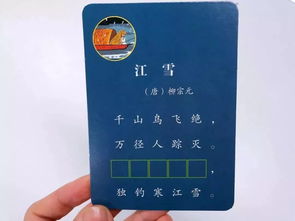 江雪
（唐）柳宗元
千山鸟飞绝，
万径人踪灭。
，
独钓寒江雪。